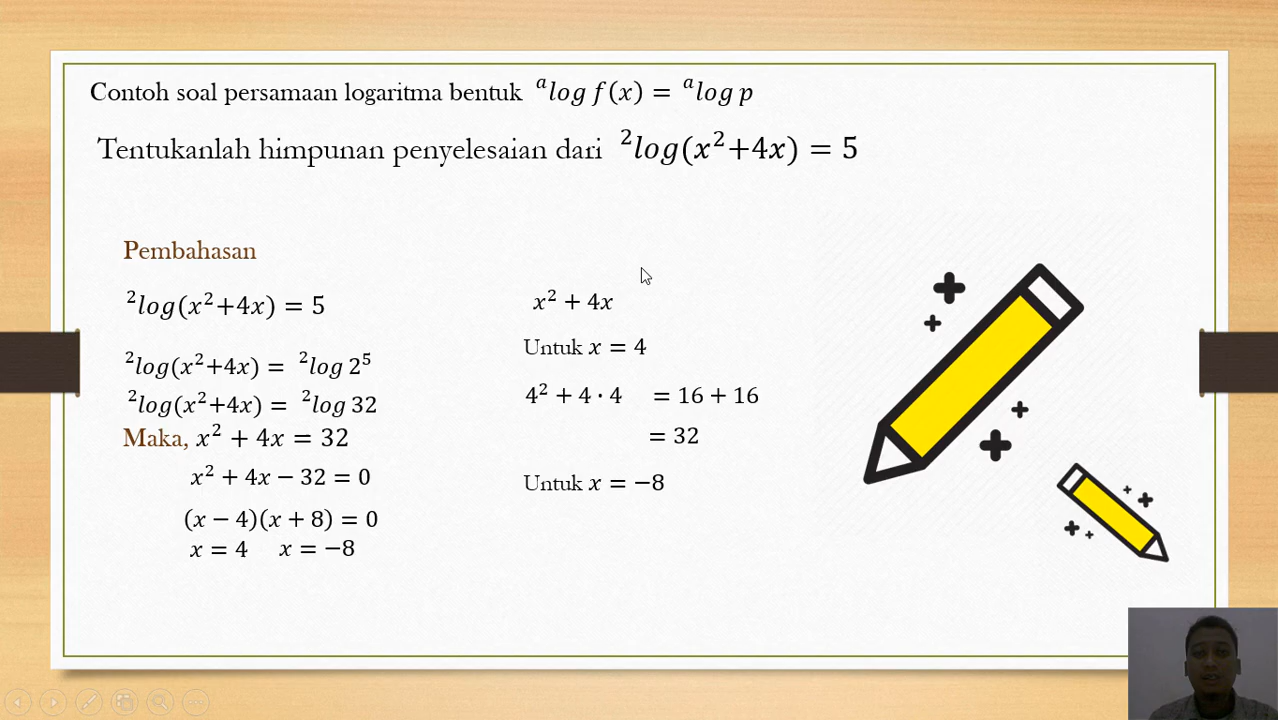 Contoh soal persamaan logaritma bentuk ᵃlog f(x) = ᵃlog p
Tentukanlah himpunan penyelesaian dari ²log(x²+4x) = 5
Pembahasan
²log(x²+4x) = 5
²log(x²+4x) = ²log 2⁵
²log(x²+4x) = ²log 32
Maka, x² + 4x = 32
x² + 4x − 32 = 0
(x − 4)(x + 8) = 0
x = 4 x = −8
x² + 4x
Untuk x = 4
4² + 4 · 4 = 16 + 16
= 32
Untuk x = −8